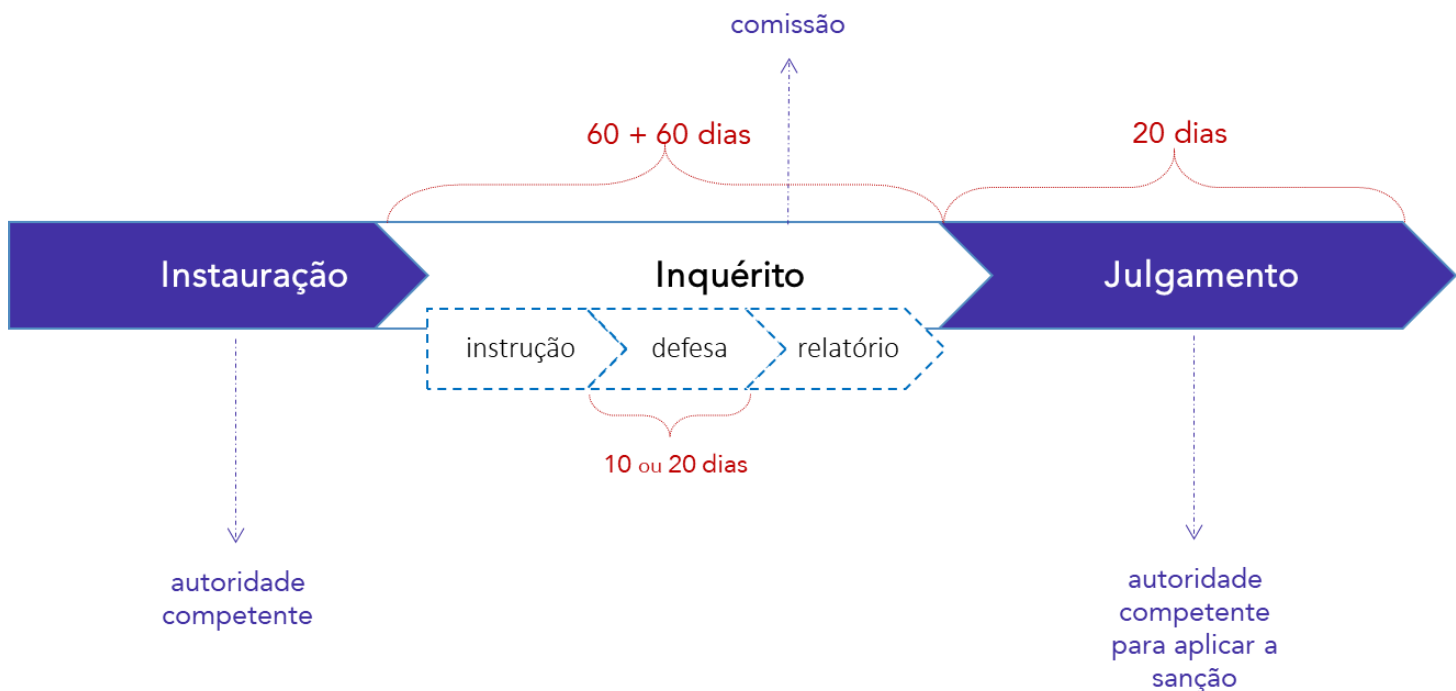 comissão
60 + 60 dias
20 dias
Instauração
Inquérito
Julgamento
instrução
defesa
relatório
10 ou 20 dias
autoridade
competente
autoridade
competente
para aplicar a
sanção